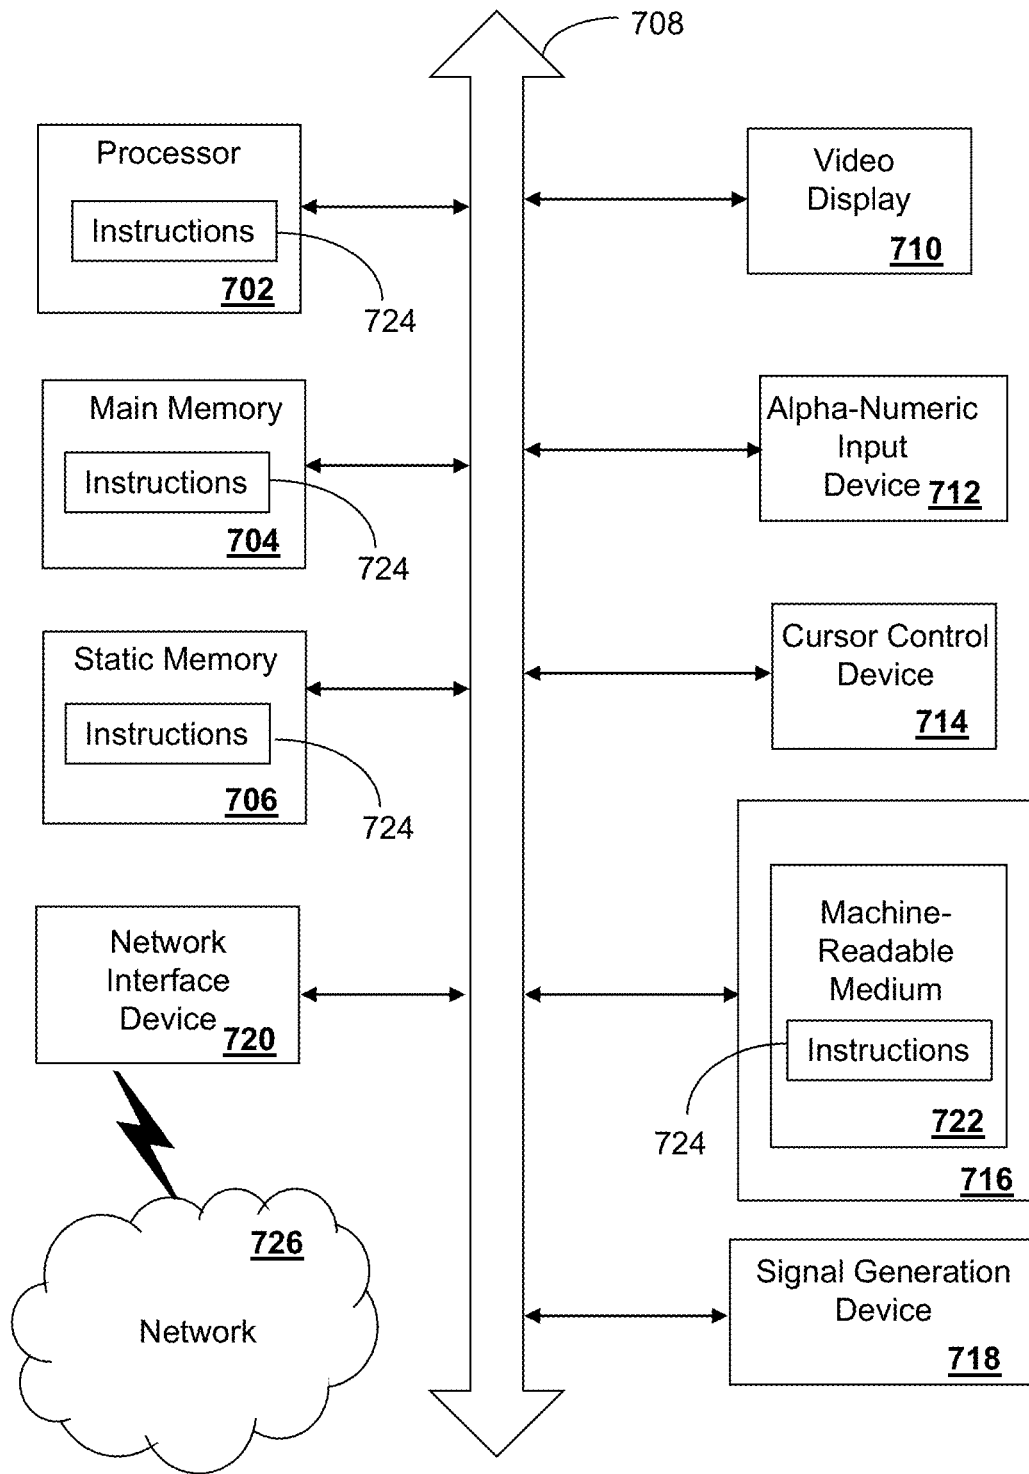 708
Processor
Instructions
702
724
Main Memory
Instructions
704
724
Static Memory
Instructions
706
724
Network
Interface
Device
720
726
Network
Video
Display
710
Alpha-Numeric
Input
Device
712
Cursor Control
Device
714
Machine-
Readable
Medium
Instructions
722
724
716
Signal Generation
Device
718